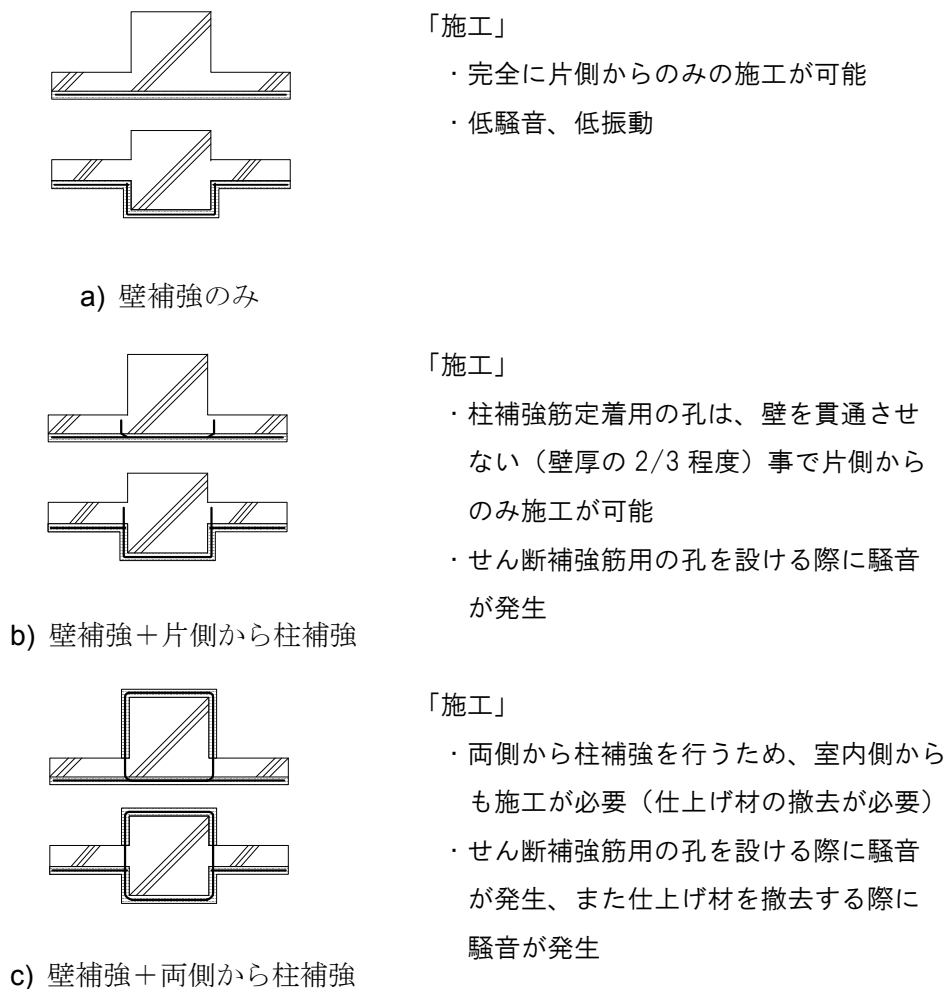 「施工」
・完全に片側からのみの施工が可能
・低騒音、低振動
a) 壁補強のみ
「施工」
・柱補強筋定着用の孔は、壁を貫通させ
ない（壁厚の 2/3 程度）事で片側から
のみ施工が可能
・せん断補強筋用の孔を設ける際に騒音
が発生
b) 壁補強＋片側から柱補強
「施工」
・両側から柱補強を行うため、室内側から
も施工が必要（仕上げ材の撤去が必要）
・せん断補強筋用の孔を設ける際に騒音
が発生、また仕上げ材を撤去する際に
騒音が発生
c) 壁補強＋両側から柱補強